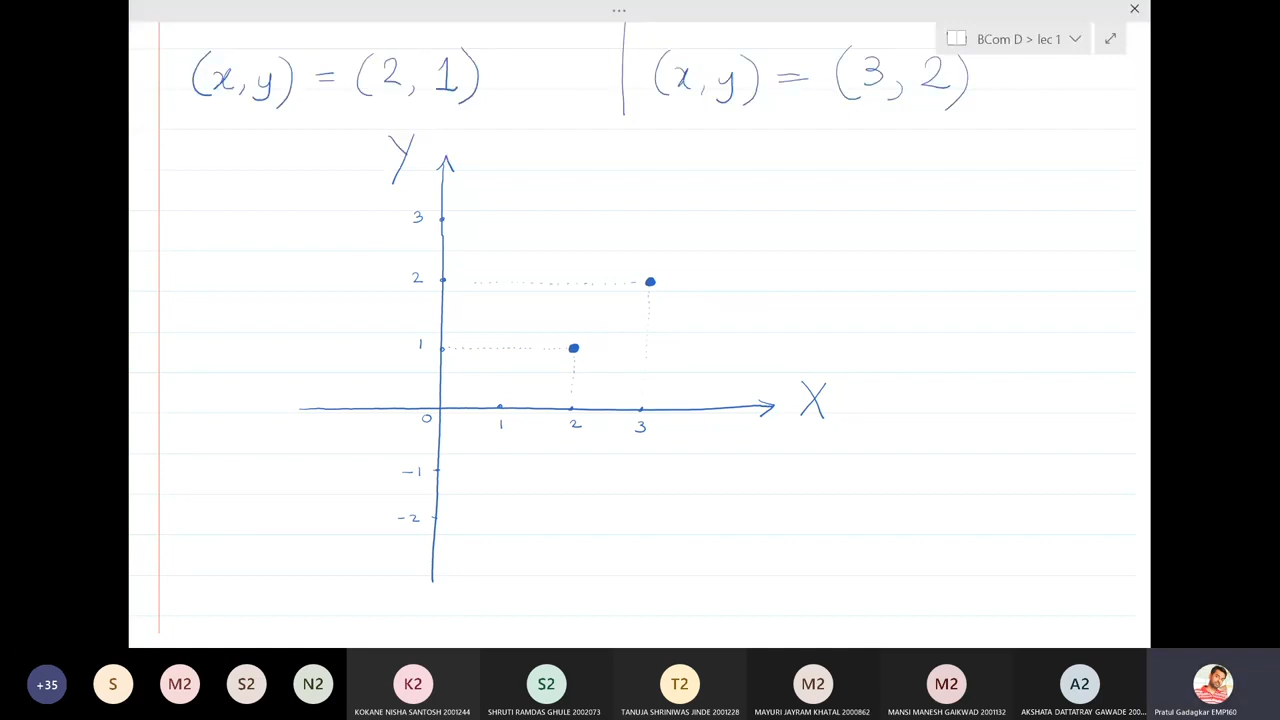 BCom D > lec 1
(x, y) = (2, 1)
(x, y) = (3, 2)
Y
3
2
1
X
0
1 2 3
-1
-2
+35
S
M2
S2
N2
K2
S2
T2
M2
M2
A2
KOKANE NISHA SANTOSH 2001244
SHRUTI RAMDAS GHULE 2002073
TANUJA SHRINIWAS JINDE 2001228
MAYURI JAYRAM KHATAL 2000862
MANSI MANESH GAIKWAD 2001132
AKSHATA DATTATRAY GAWADE 200...
Pratul Gadagkar EMP160